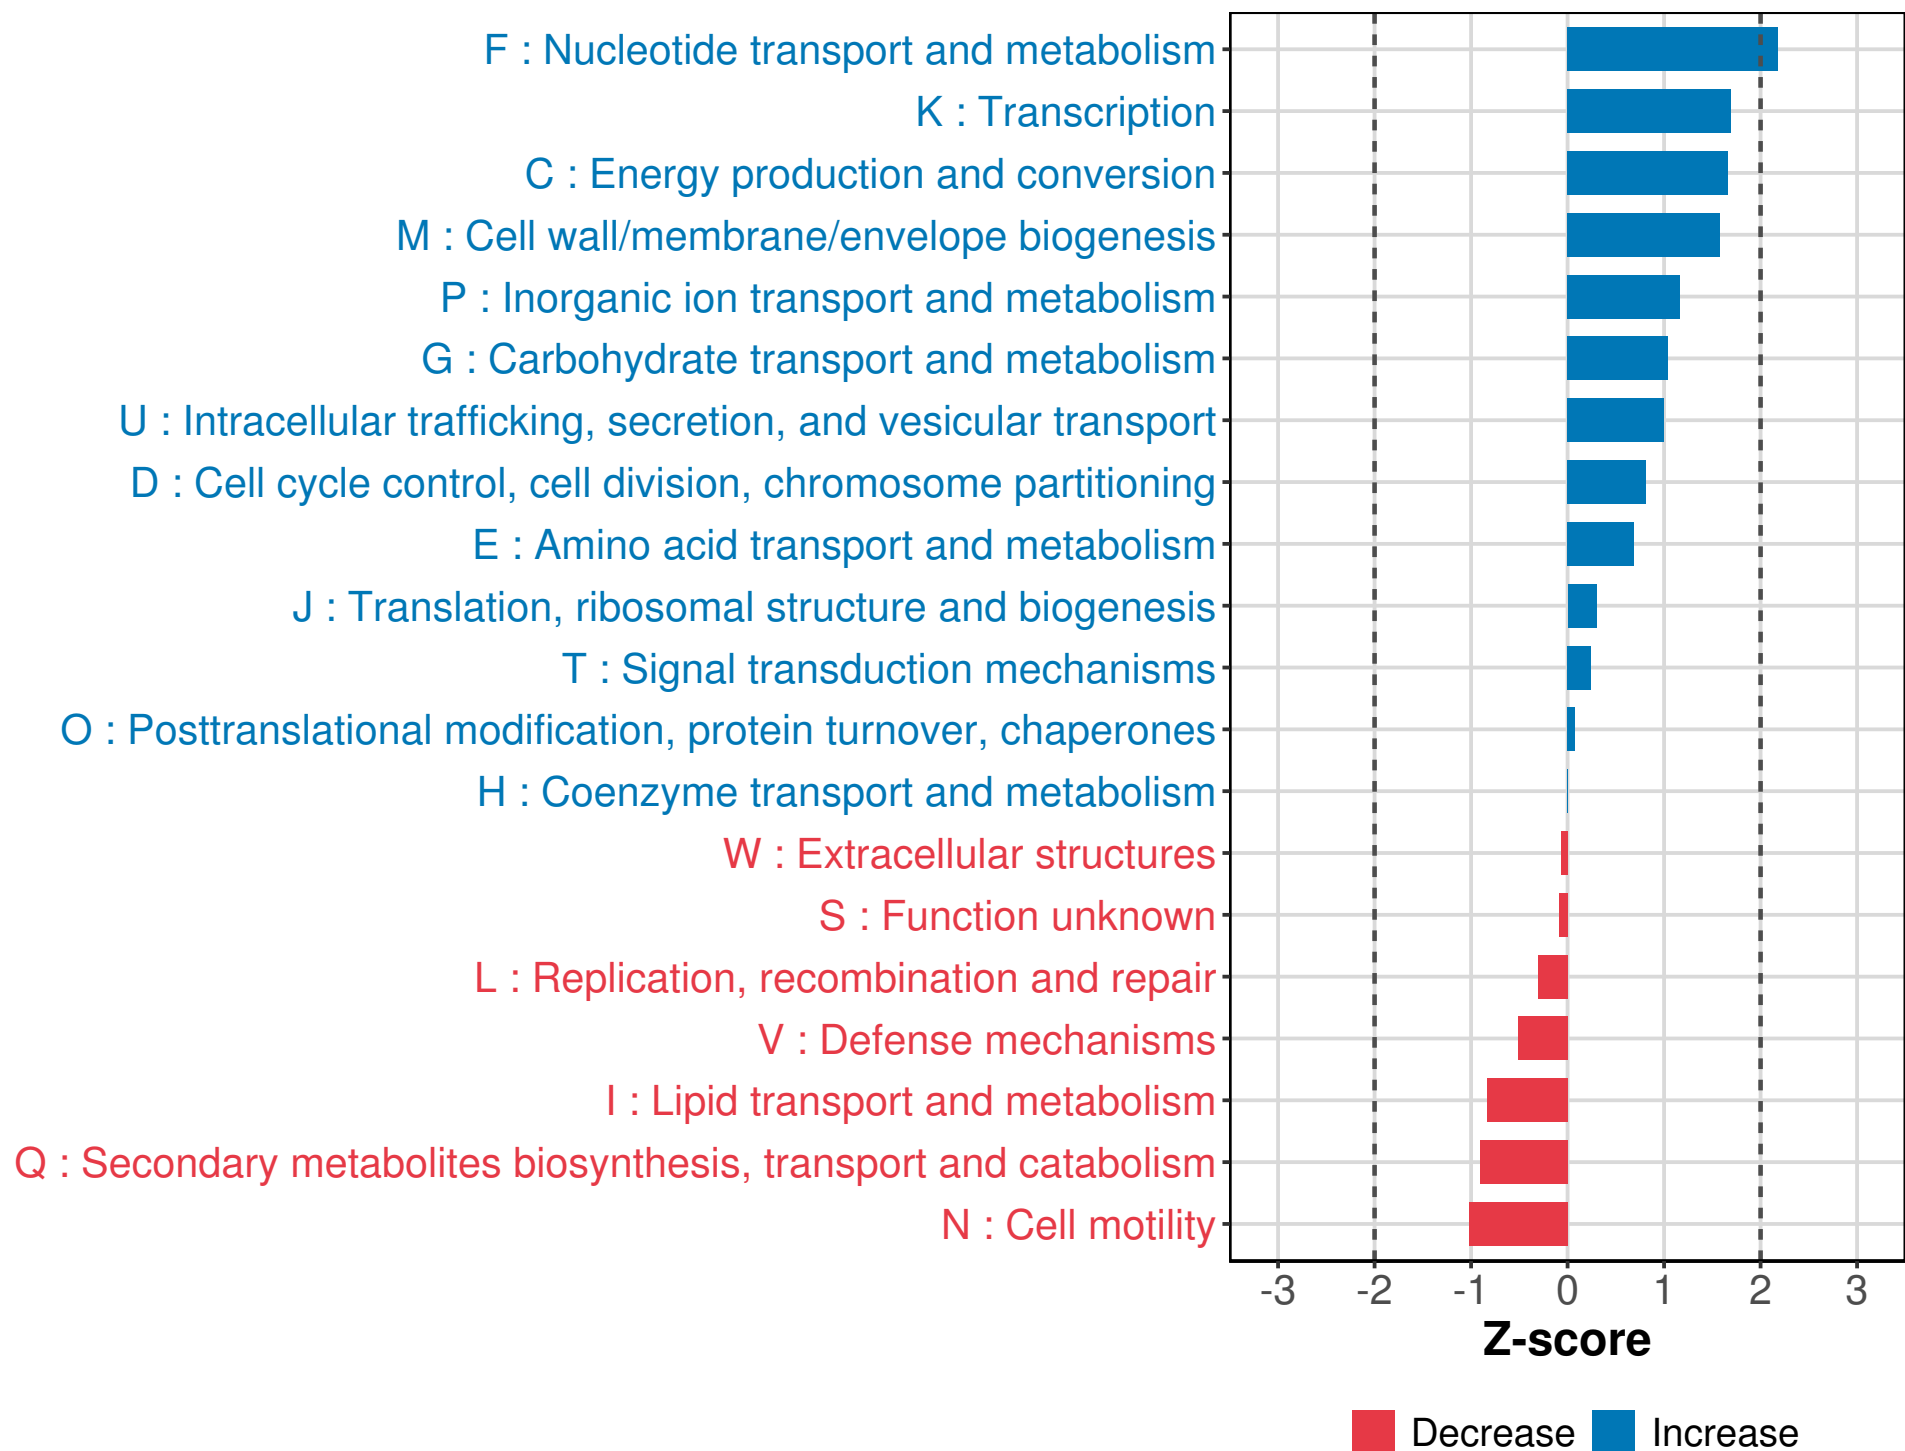 F : Nucleotide transport and metabolism
K : Transcription
C : Energy production and conversion
M : Cell wall/membrane/envelope biogenesis
P : Inorganic ion transport and metabolism
G : Carbohydrate transport and metabolism
U : Intracellular trafficking, secretion, and vesicular transport
D : Cell cycle control, cell division, chromosome partitioning
E : Amino acid transport and metabolism
J : Translation, ribosomal structure and biogenesis
T : Signal transduction mechanisms
O : Posttranslational modification, protein turnover, chaperones
H : Coenzyme transport and metabolism
W : Extracellular structures
S : Function unknown
L : Replication, recombination and repair
V : Defense mechanisms
I : Lipid transport and metabolism
Q : Secondary metabolites biosynthesis, transport and catabolism
N : Cell motility
-3 -2 -1 0 1 2 3
Z-score
Decrease Increase